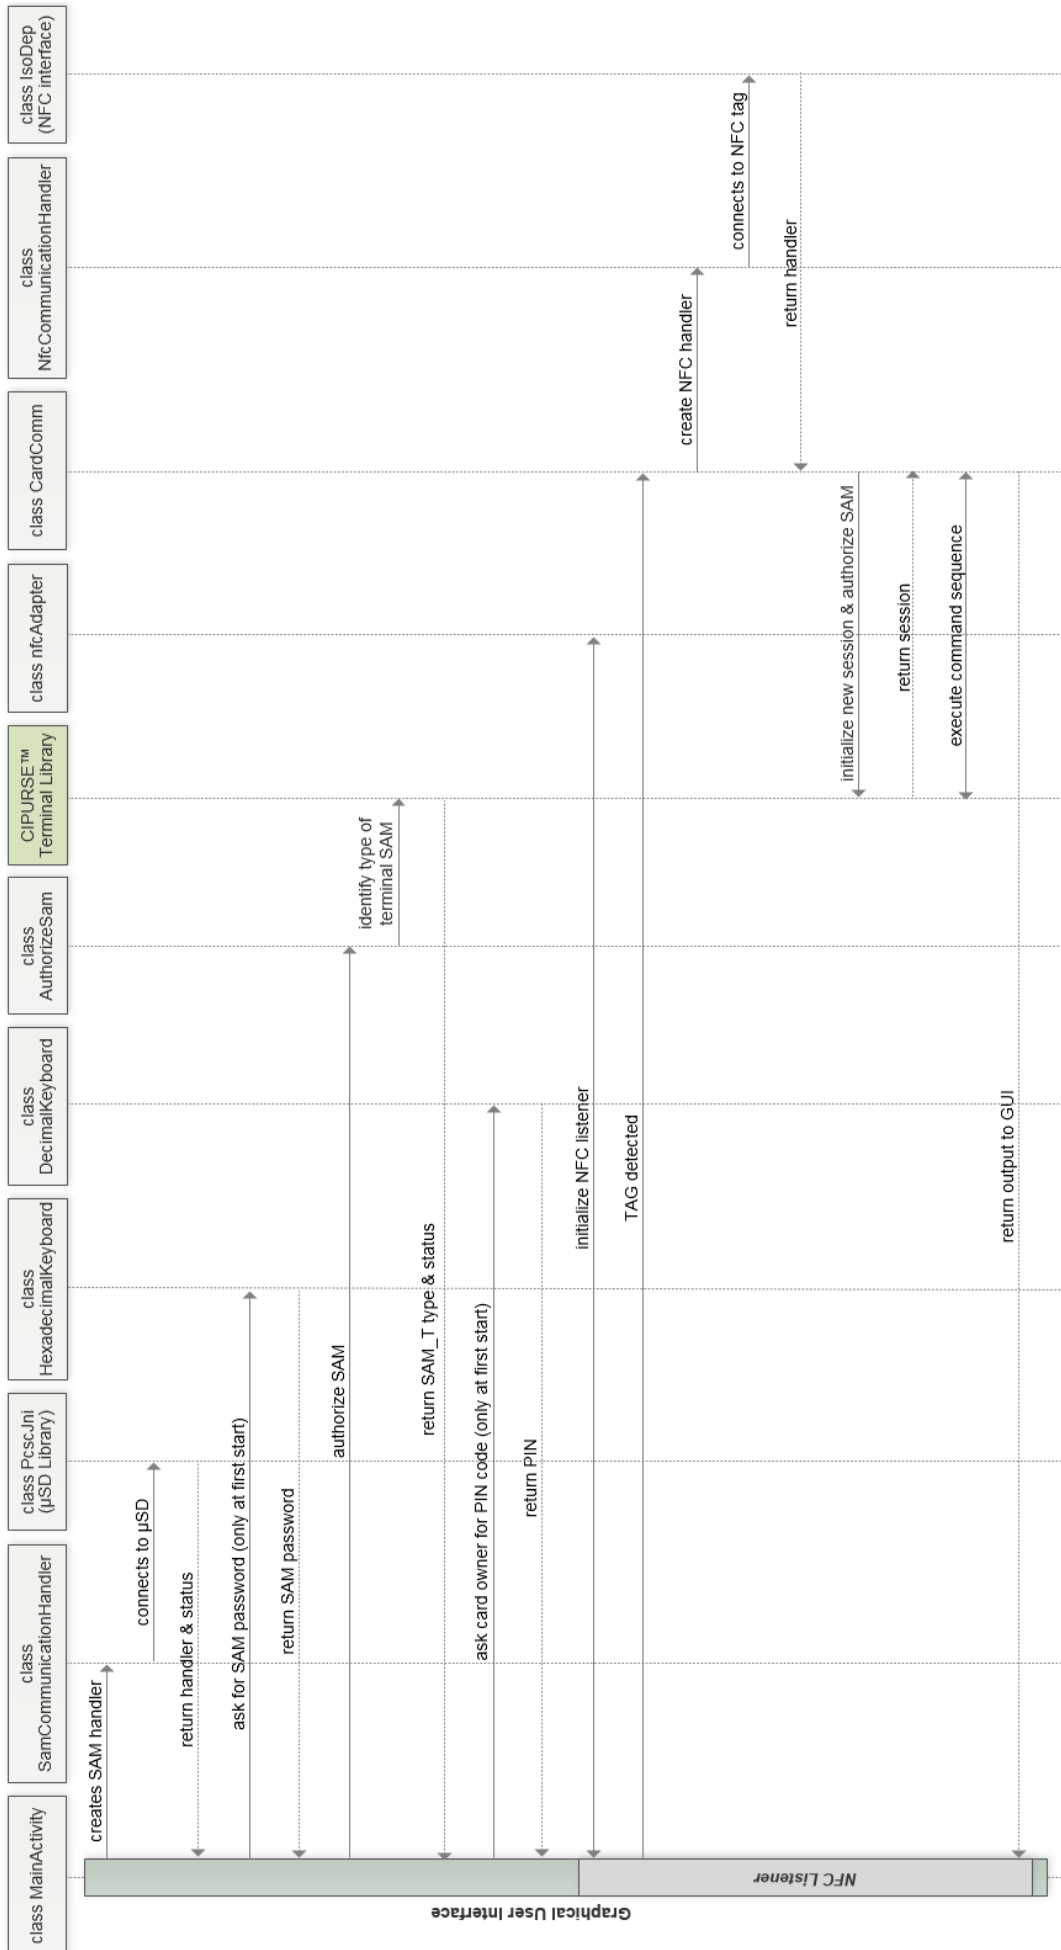 class MainActivity
class
SamCommunicationHandler
class PcscJni
(µSD Library)
class
HexadecimalKeyboard
class
DecimalKeyboard
class
AuthorizeSam
CIPURSE™
Terminal Library
class nfcAdapter
class CardComm
class
NfcCommunicationHandler
class IsoDep
(NFC interface)
creates SAM handler
connects to µSD
return handler & status
ask for SAM password (only at first start)
return SAM password
authorize SAM
identify type of
terminal SAM
return SAM_T type & status
ask card owner for PIN code (only at first start)
return PIN
initialize NFC listener
TAG detected
create NFC handler
connects to NFC tag
return handler
initialize new session & authorize SAM
return session
execute command sequence
return output to GUI
NFC Listener
Graphical User Interface